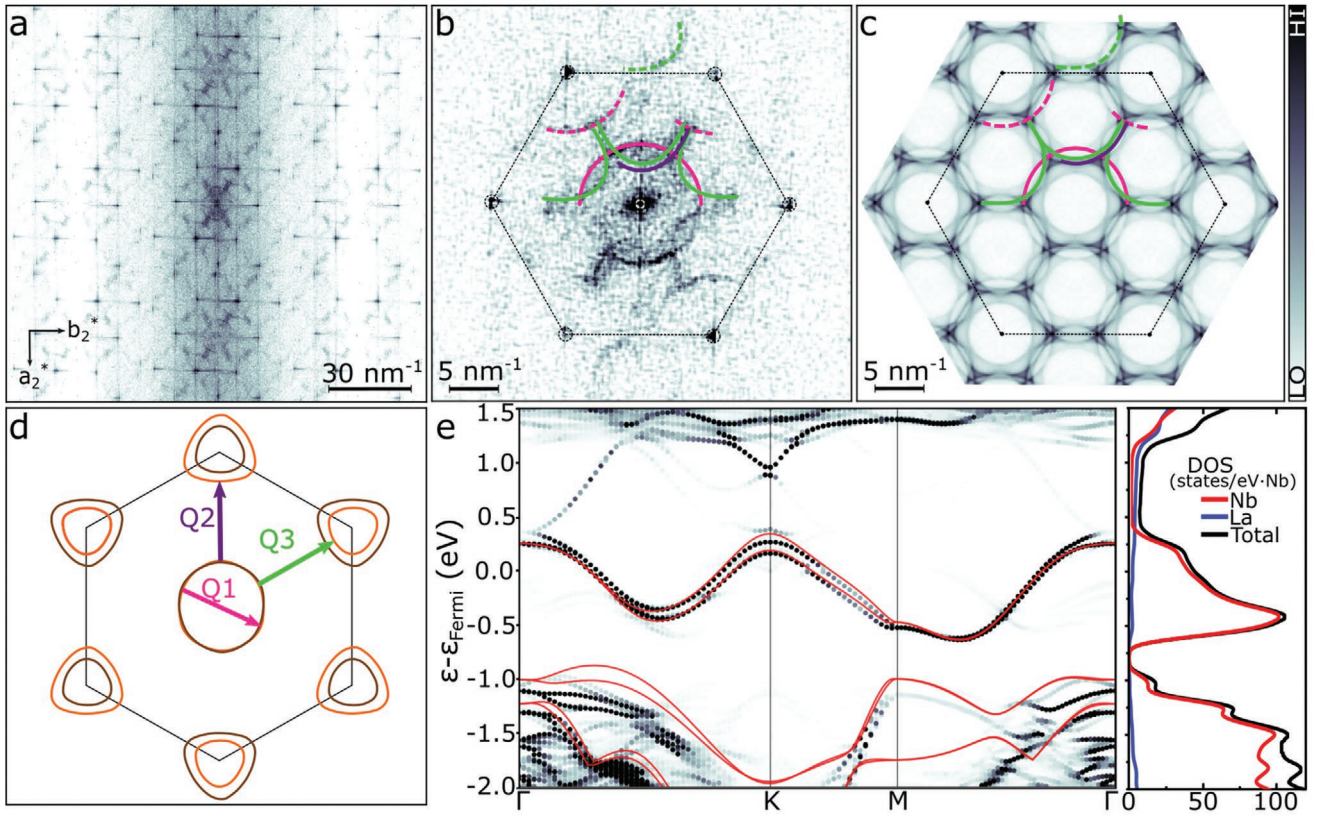 a
b₂*
a₂*
30 nm⁻¹
b
5 nm⁻¹
c
5 nm⁻¹
HI
LO
d
Q1
Q2
Q3
e
ε-εFermi (eV)
1.5
1.0
0.5
0.0
-0.5
-1.0
-1.5
-2.0
Γ K M Γ
DOS
(states/eV·Nb)
Nb
La
Total
0 50 100